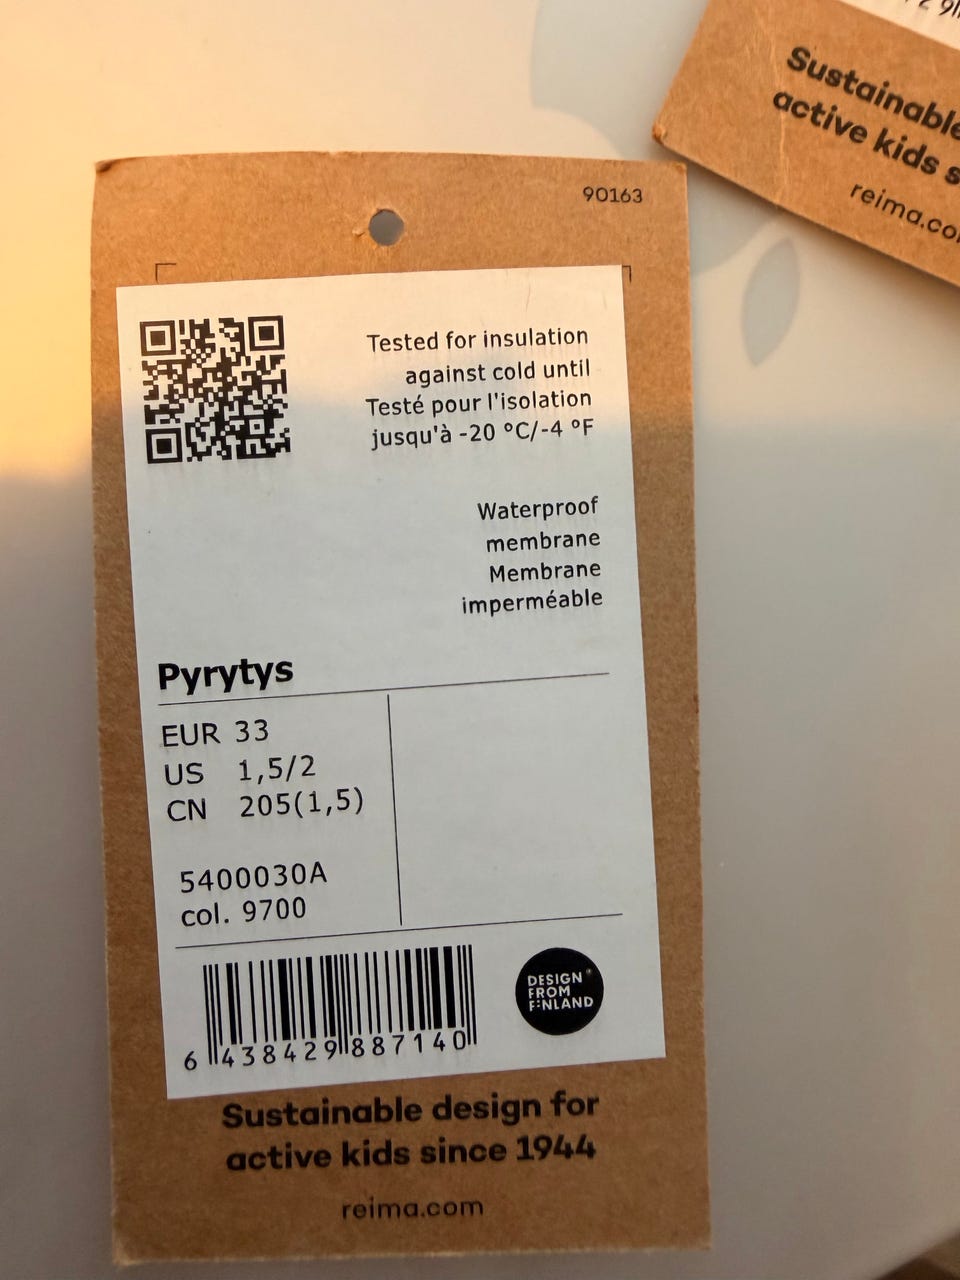 90163
Tested for insulation
against cold until
Testé pour l'isolation
jusqu'à -20 °C/-4 °F
Waterproof
membrane
Membrane
imperméable
Pyrytys
EUR 33
US 1,5/2
CN 205(1,5)
5400030A
col. 9700
6 438429 887140
DESIGN
FROM
FINLAND
Sustainable design for
active kids since 1944
reima.com
Sustainable
active kids